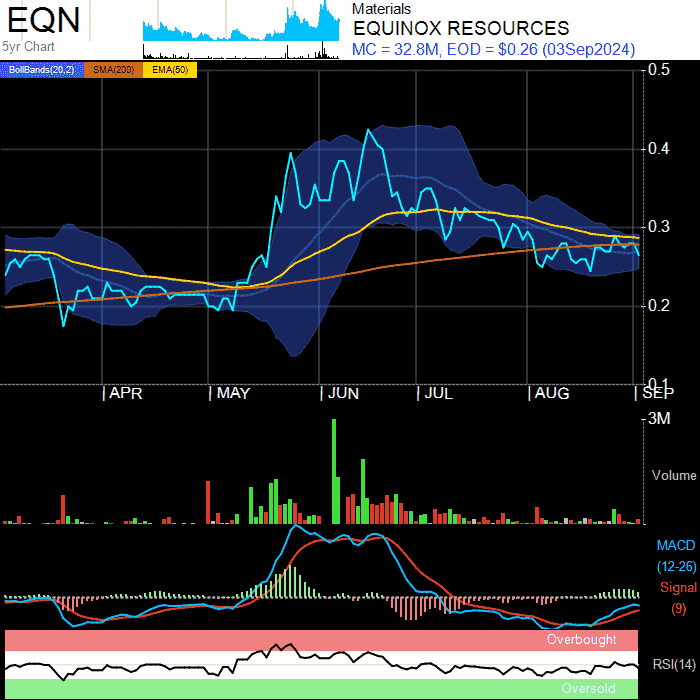 EQN
Materials
EQUINOX RESOURCES
5yr Chart
MC = 32.8M, EOD = $0.26 (03Sep2024)
BollBands(20,2) SMA(200) EMA(50)
0.5
0.4
0.3
0.2
0.1
APR MAY JUN JUL AUG SEP
3M
Volume
MACD
(12-26)
Signal
(9)
Overbought
RSI(14)
Oversold